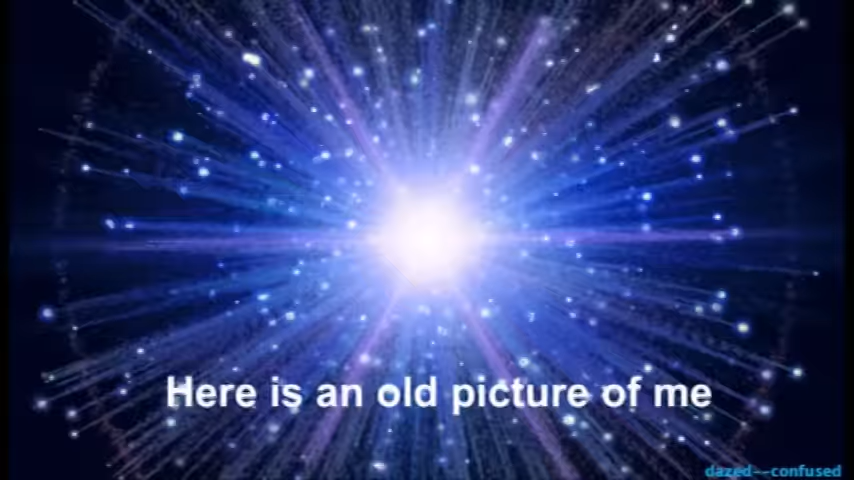 Here is an old picture of me
dazed--confused